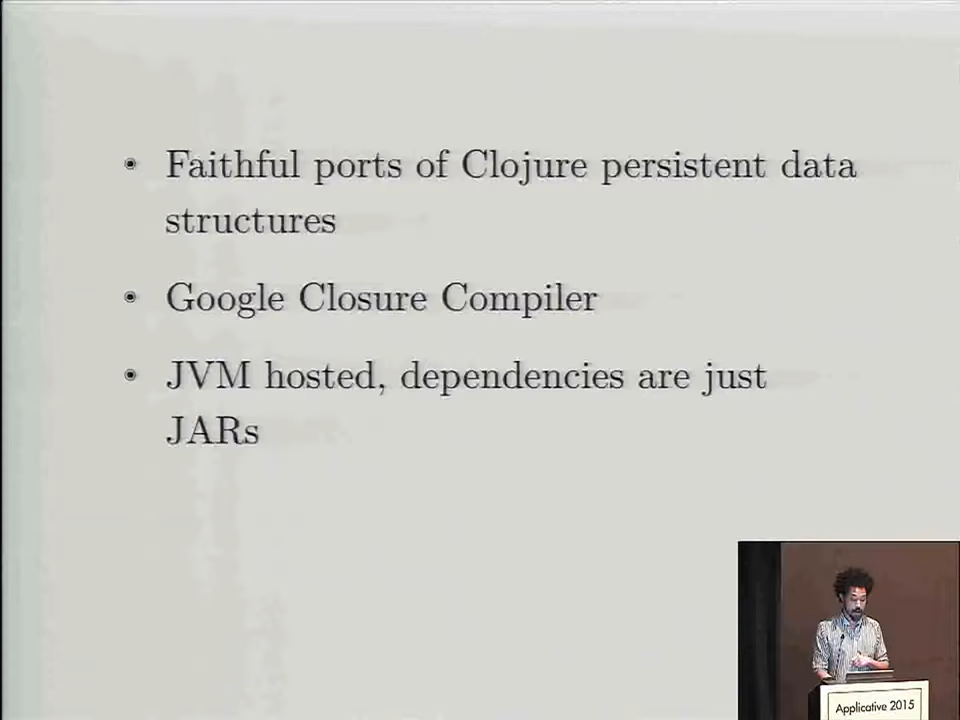 Faithful ports of Clojure persistent data
structures
Google Closure Compiler
JVM hosted, dependencies are just
JARs
Applicative 2015